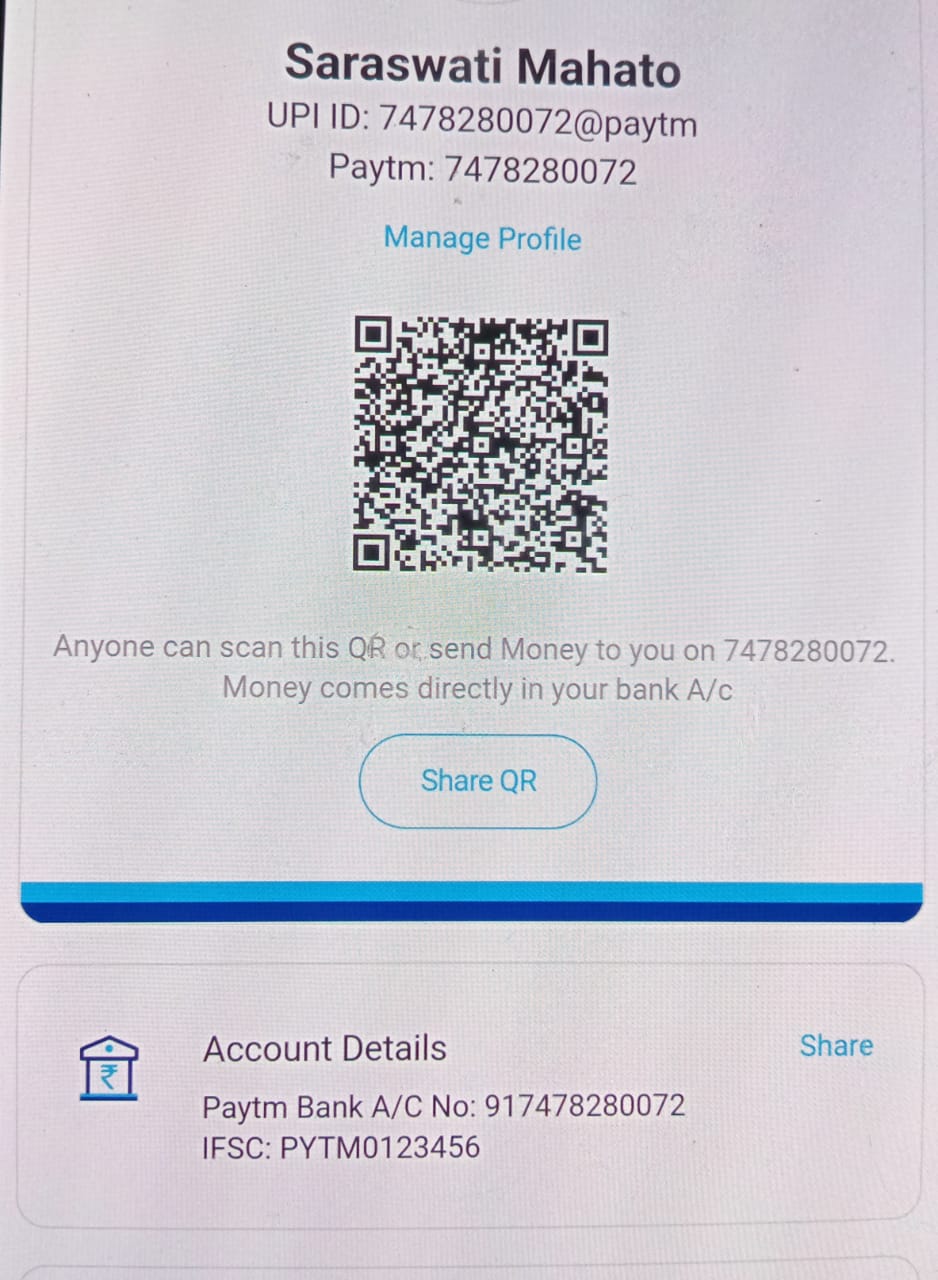 Saraswati Mahato
UPI ID: 7478280072@paytm
Paytm: 7478280072
Manage Profile
Anyone can scan this QR or send Money to you on 7478280072.
Money comes directly in your bank A/c
Share QR
Account Details
Share
Paytm Bank A/C No: 917478280072
IFSC: PYTM0123456